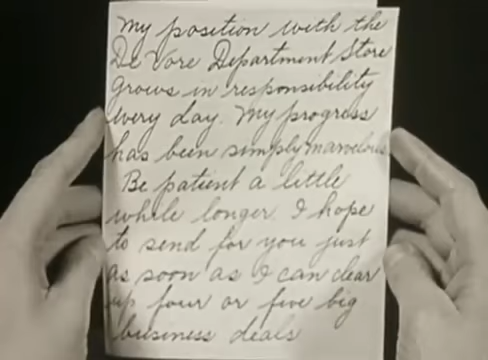 My position with the
De Vore Department Store
grows in responsibility
every day. My progress
has been simply marvelous
Be patient a little
while longer. I hope
to send for you just
as soon as I can clear
up four or five big
business deals